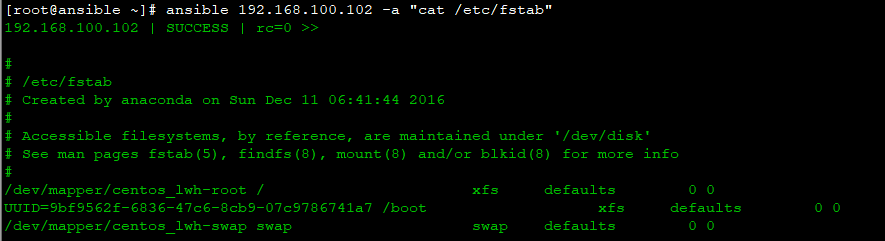 [root@ansible ~]# ansible 192.168.100.102 -a "cat /etc/fstab"
192.168.100.102 | SUCCESS | rc=0 >>
#
# /etc/fstab
# Created by anaconda on Sun Dec 11 06:41:44 2016
#
# Accessible filesystems, by reference, are maintained under '/dev/disk'
# See man pages fstab(5), findfs(8), mount(8) and/or blkid(8) for more info
#
/dev/mapper/centos_lwh-root / xfs defaults 0 0
UUID=9bf9562f-6836-47c6-8cb9-07c9786741a7 /boot xfs defaults 0 0
/dev/mapper/centos_lwh-swap swap swap defaults 0 0